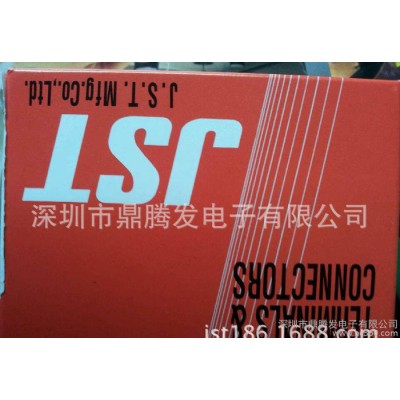 J.S.T. Mfg.Co.,Ltd.
JST
深圳市鼎腾发电子有限公司
TERMINALS &
CONNECTORS
jst186.1688.com
深圳市鼎腾发电子有限公司